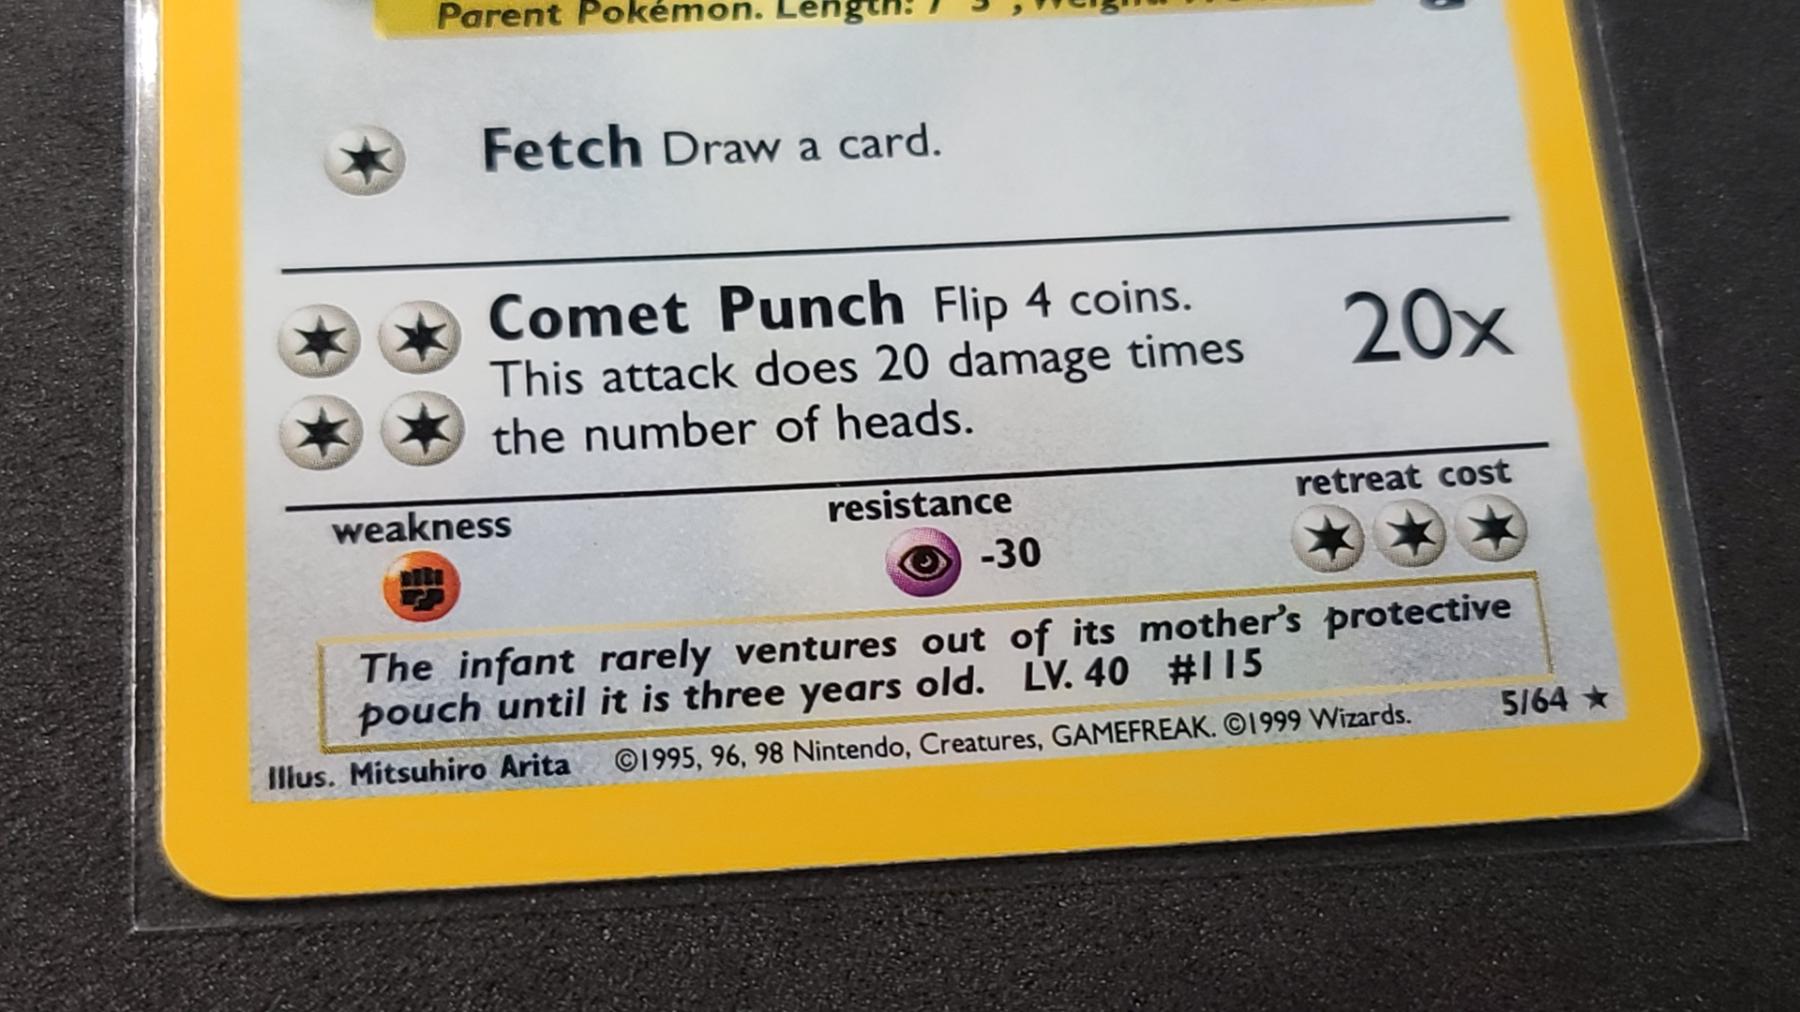 Parent Pokémon. Length: 7' 3",
Fetch Draw a card.
Comet Punch Flip 4 coins.
This attack does 20 damage times
the number of heads.
20x
weakness
resistance
-30
retreat cost
The infant rarely ventures out of its mother's protective
pouch until it is three years old. LV. 40 #115
Illus. Mitsuhiro Arita ©1995, 96, 98 Nintendo, Creatures, GAMEFREAK. ©1999 Wizards. 5/64 ★